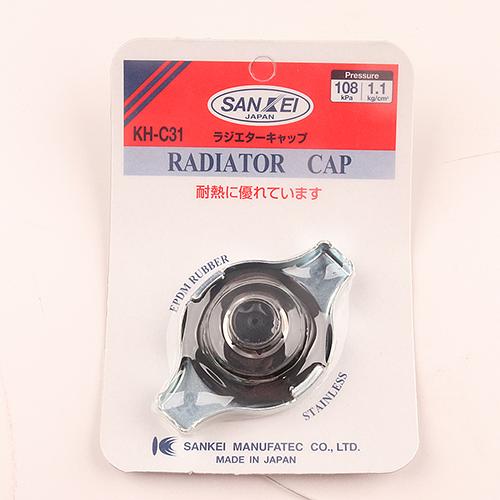 Pressure
108 kPa 1.1 kg/cm²
SANKEI
JAPAN
KH-C31
ラジエターキャップ
RADIATOR CAP
耐熱に優れています
EPDM RUBBER
STAINLESS
SANKEI MANUFATEC CO., LTD.
MADE IN JAPAN